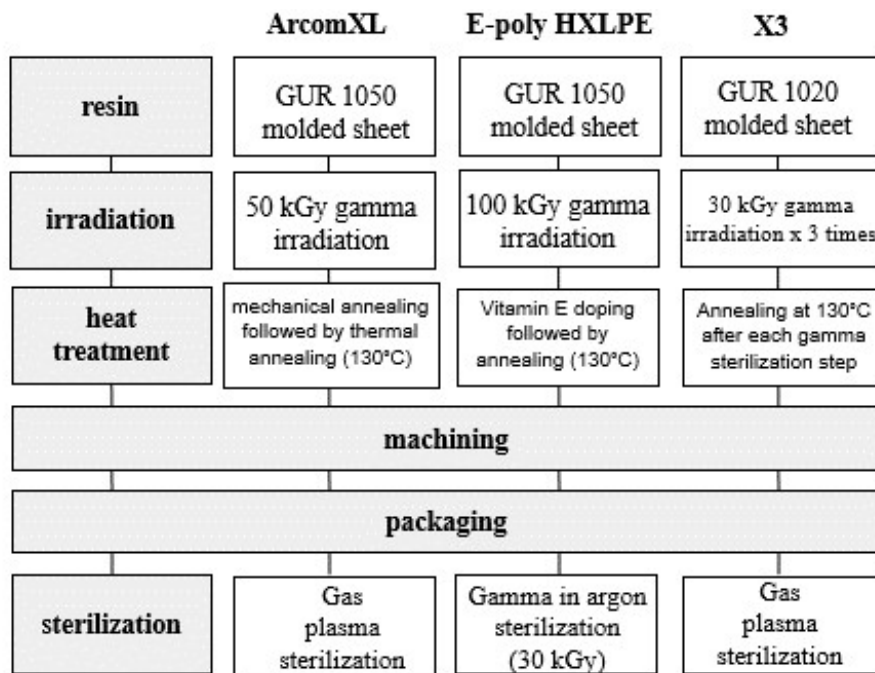 ArcomXL
E-poly HXLPE
X3
resin
GUR 1050
molded sheet
GUR 1050
molded sheet
GUR 1020
molded sheet
irradiation
50 kGy gamma
irradiation
100 kGy gamma
irradiation
30 kGy gamma
irradiation x 3 times
heat
treatment
mechanical annealing
followed by thermal
annealing (130°C)
Vitamin E doping
followed by
annealing (130°C)
Annealing at 130°C
after each gamma
sterilization step
machining
packaging
sterilization
Gas
plasma
sterilization
Gamma in argon
sterilization
(30 kGy)
Gas
plasma
sterilization